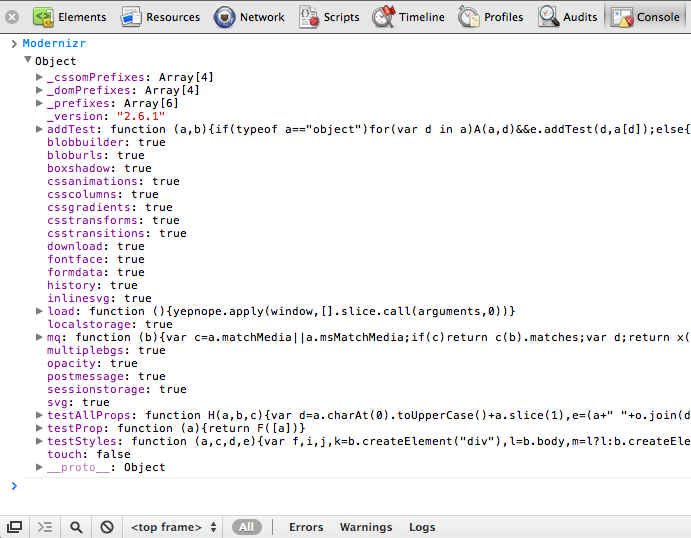 Elements Resources Network Scripts Timeline Profiles Audits Console
> Modernizr
▼ Object
▶ _cssomPrefixes: Array[4]
▶ _domPrefixes: Array[4]
▶ _prefixes: Array[6]
_version: "2.6.1"
▶ addTest: function (a,b){if(typeof a=="object")for(var d in a)A(a,d)&&e.addTest(d,a[d]);else{
blobbuilder: true
bloburls: true
boxshadow: true
cssanimations: true
csscolumns: true
cssgradients: true
csstransforms: true
csstransitions: true
download: true
fontface: true
formdata: true
history: true
inlinesvg: true
▶ load: function (){yepnope.apply(window,[].slice.call(arguments,0))}
localstorage: true
▶ mq: function (b){var c=a.matchMedia||a.msMatchMedia;if(c)return c(b).matches;var d;return x(
multiplebgs: true
opacity: true
postmessage: true
sessionstorage: true
svg: true
▶ testAllProps: function H(a,b,c){var d=a.charAt(0).toUpperCase()+a.slice(1),e=(a+" "+o.join(d
▶ testProp: function (a){return F([a])}
▶ testStyles: function (a,c,d,e){var f,i,j,k=b.createElement("div"),l=b.body,m=l?l:b.createEle
touch: false
▶ __proto__: Object
>
<top frame> All Errors Warnings Logs